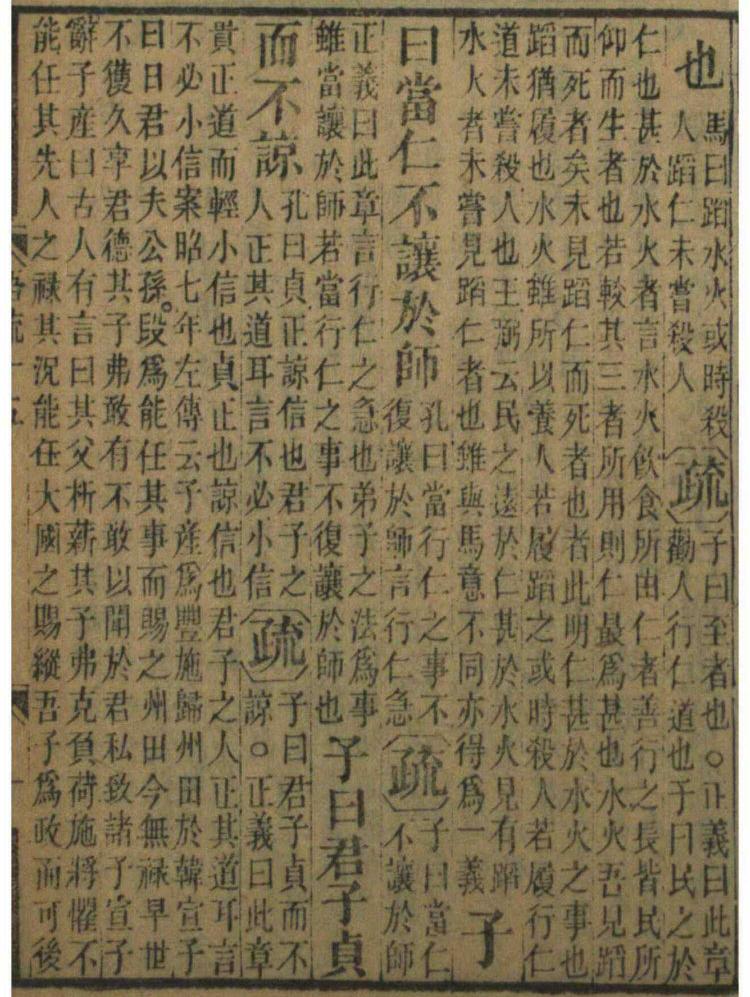 也
馬曰蹈水火或時殺
人蹈仁未嘗殺人
疏
子曰至者也○正義曰此章
勸人行仁道也子曰民之於
仁也甚於水火者言水火飲食所由仁者善行之長皆民所
仰而生者也若較其三者所用則仁最爲甚也水火吾見蹈
而死者矣未見蹈仁而死者也者此明仁甚於水火之事也
蹈猶履也水火雖所以養人若履蹈之或時殺人若履行仁
道未嘗殺人也王弼云民之遠於仁甚於水火見有蹈
水火者未嘗見蹈仁者也雖與馬意不同亦得爲一義
子
曰當仁不讓於師
孔曰當行仁之事不
復讓於師言行仁急
疏
子曰當仁
不讓於師
正義曰此章言行仁之急也弟子之法爲事
雖當讓於師若當行仁之事不復讓於師也
子曰君子貞
而不諒
孔曰貞正諒信也君子之
人正其道耳言不必小信
疏
子曰君子貞而不
諒○正義曰此章
貴正道而輕小信也貞正也諒信也君子之人正其道耳言
不必小信案昭七年左傳云子產爲豐施歸州田於韓宣子
曰日君以夫公孫段爲能任其事而賜之州田今無祿早世
不獲久享君德其子弗敢有不敢以聞於君私致諸子宣子
辭子產曰古人有言曰其父析薪其子弗克負荷施將懼不
能任其先人之祿其況能任大國之賜縱吾子爲政而可後